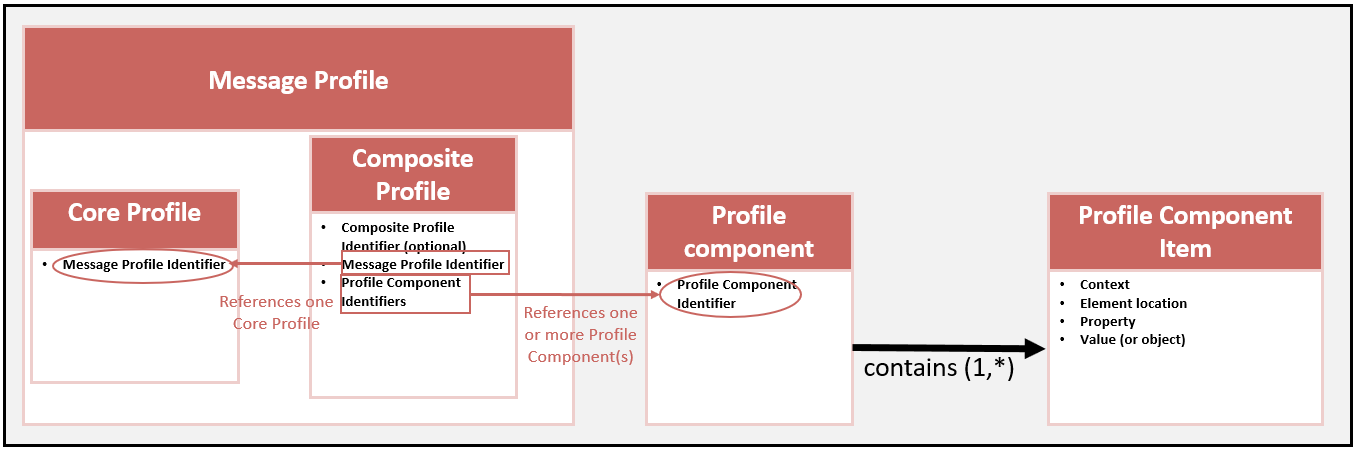 Message Profile
Core Profile
• Message Profile Identifier
Composite
Profile
• Composite Profile
Identifier (optional)
• Message Profile Identifier
• Profile Component
Identifiers
References one
Core Profile
References one
or more Profile
Component(s)
Profile
component
• Profile Component
Identifier
contains (1,*)
Profile Component
Item
• Context
• Element location
• Property
• Value (or object)